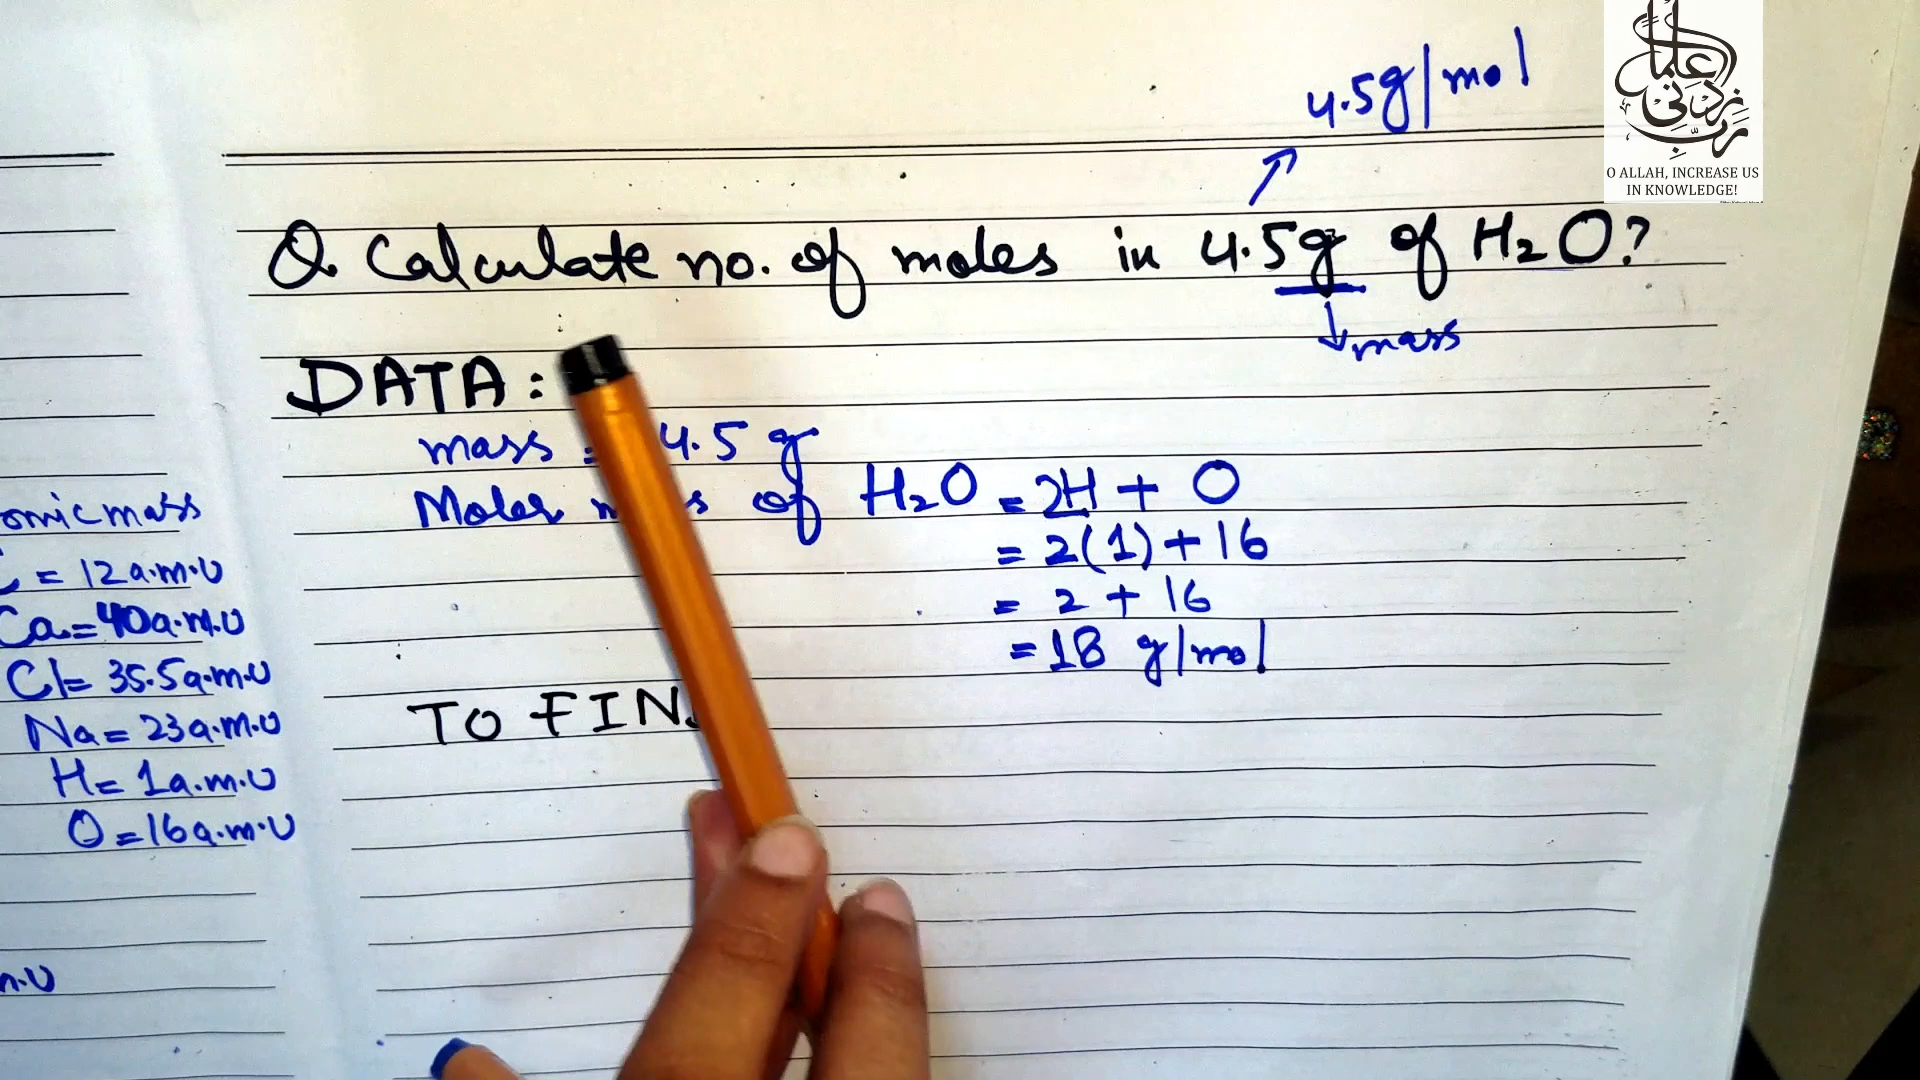 4.5g/mol
رَبِّ زِدْنِي عِلْمًا
O ALLAH, INCREASE US
IN KNOWLEDGE!
Q. Calculate no. of moles in 4.5g of H₂O?
mass
DATA:
mass = 4.5 g
Molar of H₂O = 2H + O
= 2(1) + 16
= 2 + 16
= 18 g/mol
TO FIN
omic mass
C = 12a.m.U
Ca = 40a.m.U
Cl = 35.5a.m.U
Na = 23a.m.U
H = 1a.m.U
O = 16a.m.U
m.U